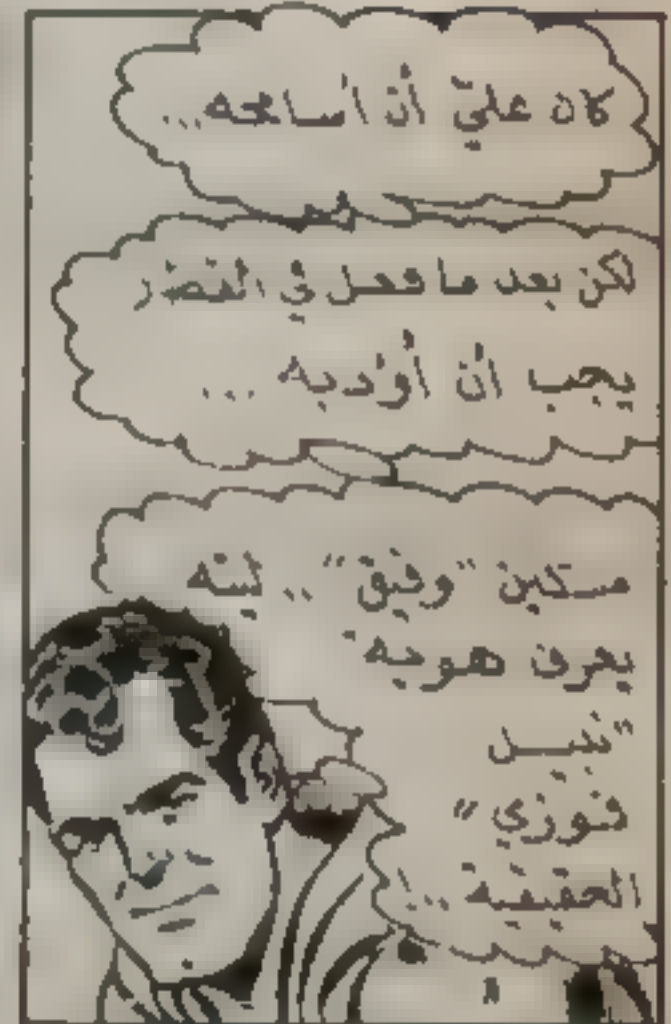 كان عليّ أن أسامحه...
لكن بعد ما فعل في القصر
يجب أن أؤدبه ...
مسكين "وفيق" .. ليته
يعرف هوية
"نبيل
فوزي"
الحقيقية ..!